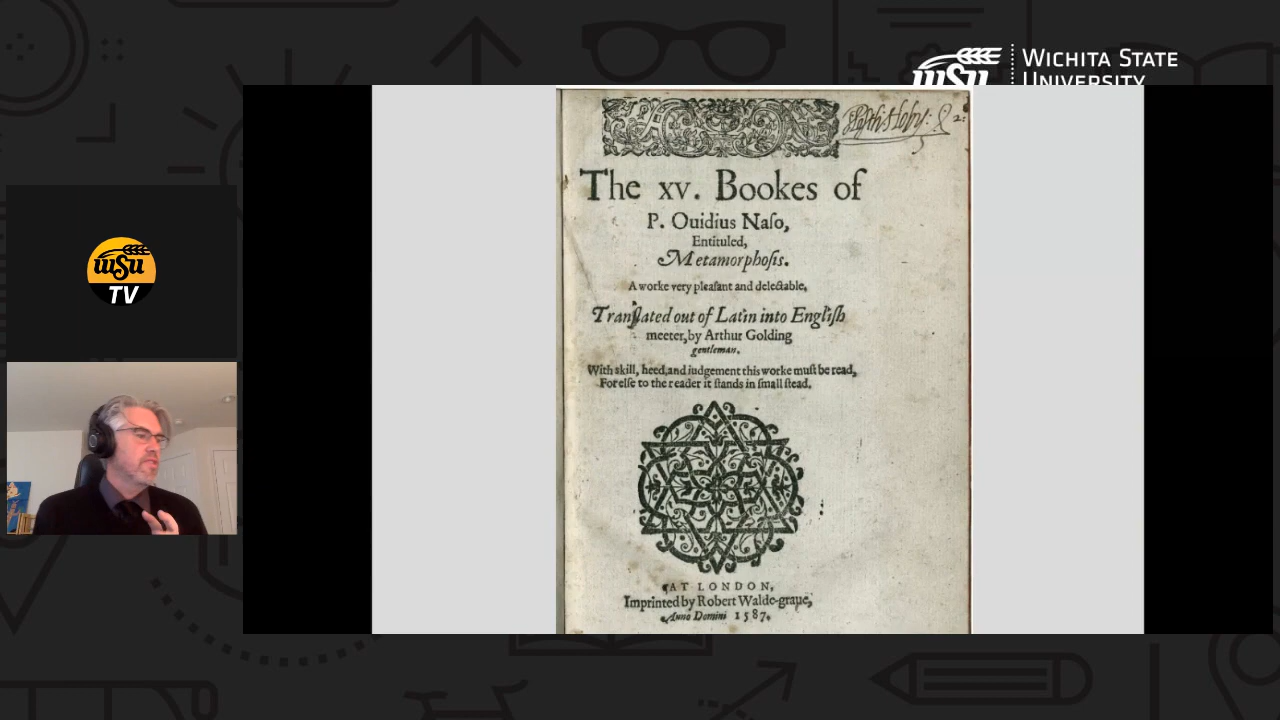 wsu
WICHITA STATE
UNIVERSITY
wsu
TV
2:
The xv. Bookes of
P. Ouidius Naſo,
Entituled,
Metamorphoſis.
A worke very pleaſant and delectable,
Tranſlated out of Latin into Engliſh
meeter, by Arthur Golding
gentleman.
With skill, heed, and iudgement this worke muſt be read,
For elſe to the reader it ſtands in ſmall ſtead.
AT LONDON,
Imprinted by Robert Walde-graue,
Anno Domini 1587.